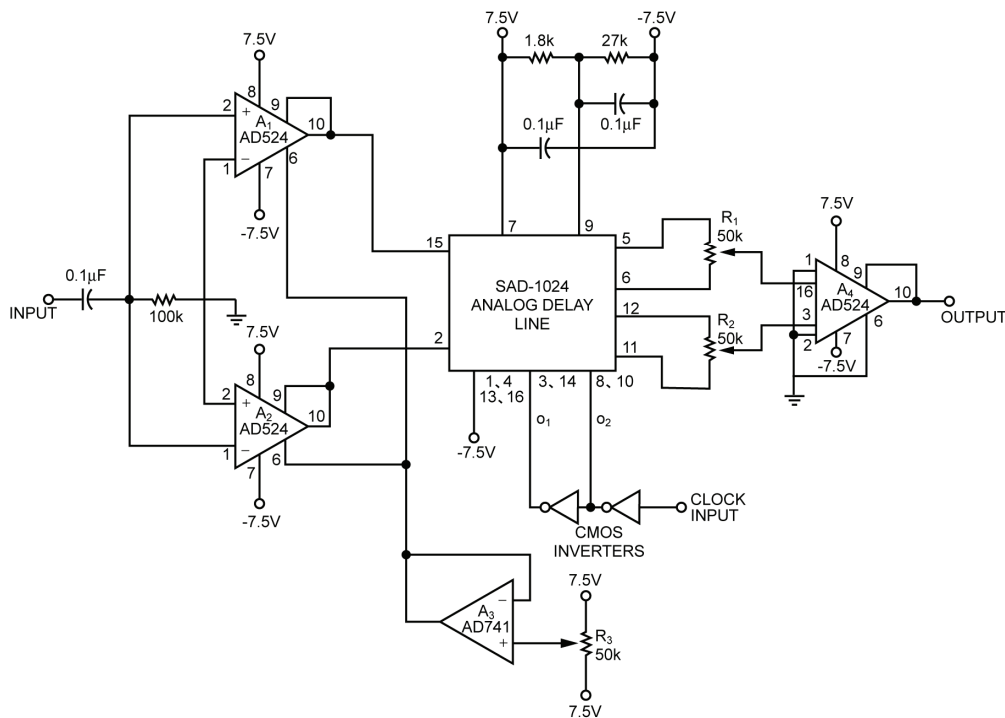 7.5V
-7.5V
1.8k
27k
0.1μF
0.1μF
7.5V
8
2
+
9
A1
AD524
10
−
1
6
7
-7.5V
0.1μF
INPUT
100k
7.5V
8
2
+
9
A2
AD524
10
−
1
6
7
-7.5V
7
9
15
2
SAD-1024
ANALOG DELAY
LINE
5
6
12
11
1、4
13、16
3、14
8、10
-7.5V
O1
O2
CMOS
INVERTERS
CLOCK
INPUT
R1
50k
R2
50k
7.5V
8
1
9
16
A4
AD524
10
3
2
6
7
-7.5V
OUTPUT
−
A3
AD741
+
7.5V
R3
50k
7.5V